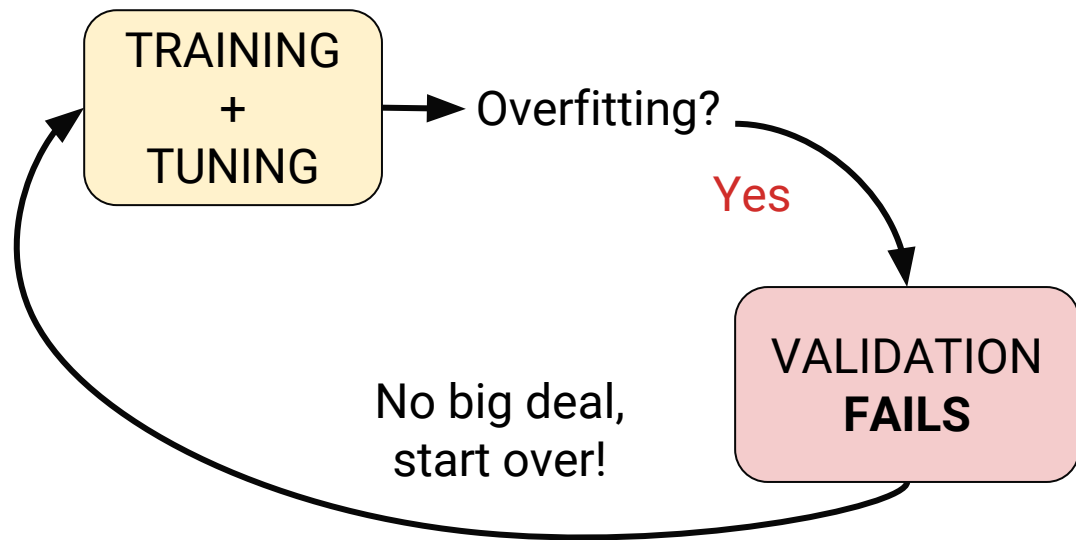 TRAINING
+
TUNING
Overfitting?
Yes
VALIDATION
FAILS
No big deal,
start over!